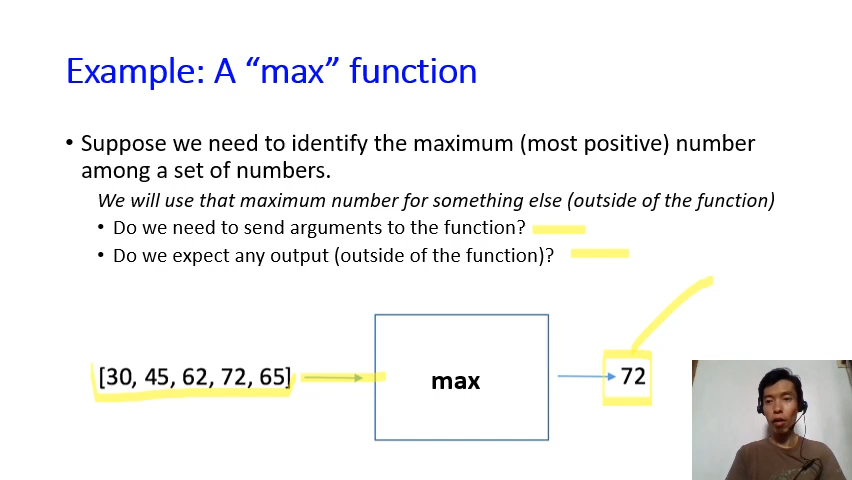 Example: A “max” function
• Suppose we need to identify the maximum (most positive) number
among a set of numbers.
We will use that maximum number for something else (outside of the function)
• Do we need to send arguments to the function?
• Do we expect any output (outside of the function)?
[30, 45, 62, 72, 65]
max
72